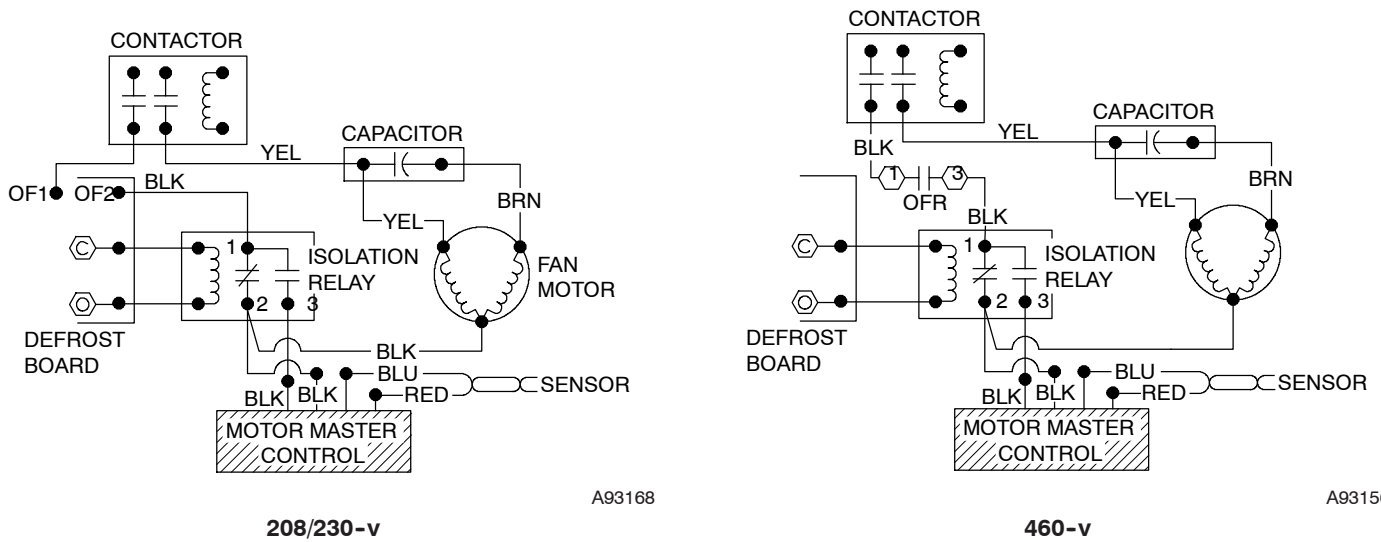 CONTACTOR
CAPACITOR
YEL
OF1
OF2
BLK
YEL
BRN
C
1
ISOLATION
RELAY
FAN
MOTOR
O
2
3
DEFROST
BOARD
BLK
BLU
SENSOR
BLK
BLK
RED
MOTOR MASTER
CONTROL
A93168
208/230-v
CONTACTOR
CAPACITOR
YEL
BLK
1
3
OFR
YEL
BRN
BLK
C
1
ISOLATION
RELAY
O
2
3
DEFROST
BOARD
BLU
SENSOR
BLK
BLK
RED
MOTOR MASTER
CONTROL
460-v